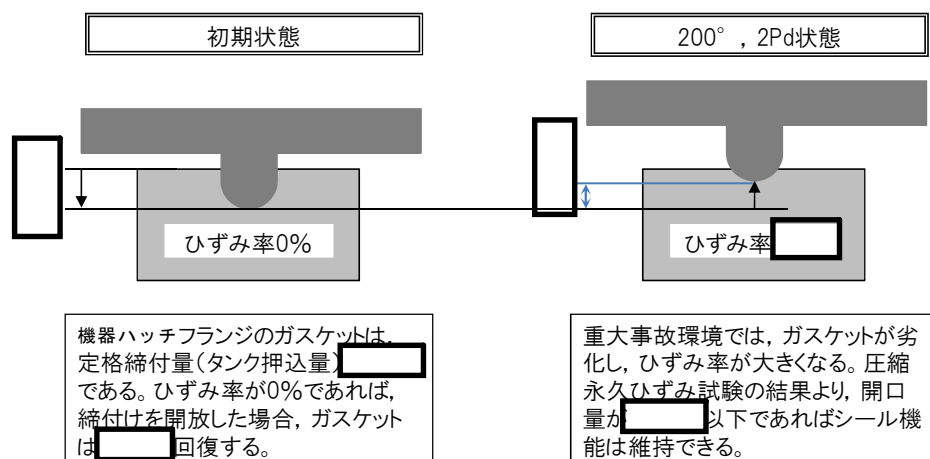 初期状態
200°，2Pd状態
ひずみ率0%
ひずみ率
機器ハッチフランジのガスケットは，
定格締付量（タンク押込量）
である。ひずみ率が0%であれば，
締付けを開放した場合，ガスケット
は 回復する。
重大事故環境では，ガスケットが劣
化し，ひずみ率が大きくなる。圧縮
永久ひずみ試験の結果より，開口
量が 以下であればシール機
能は維持できる。